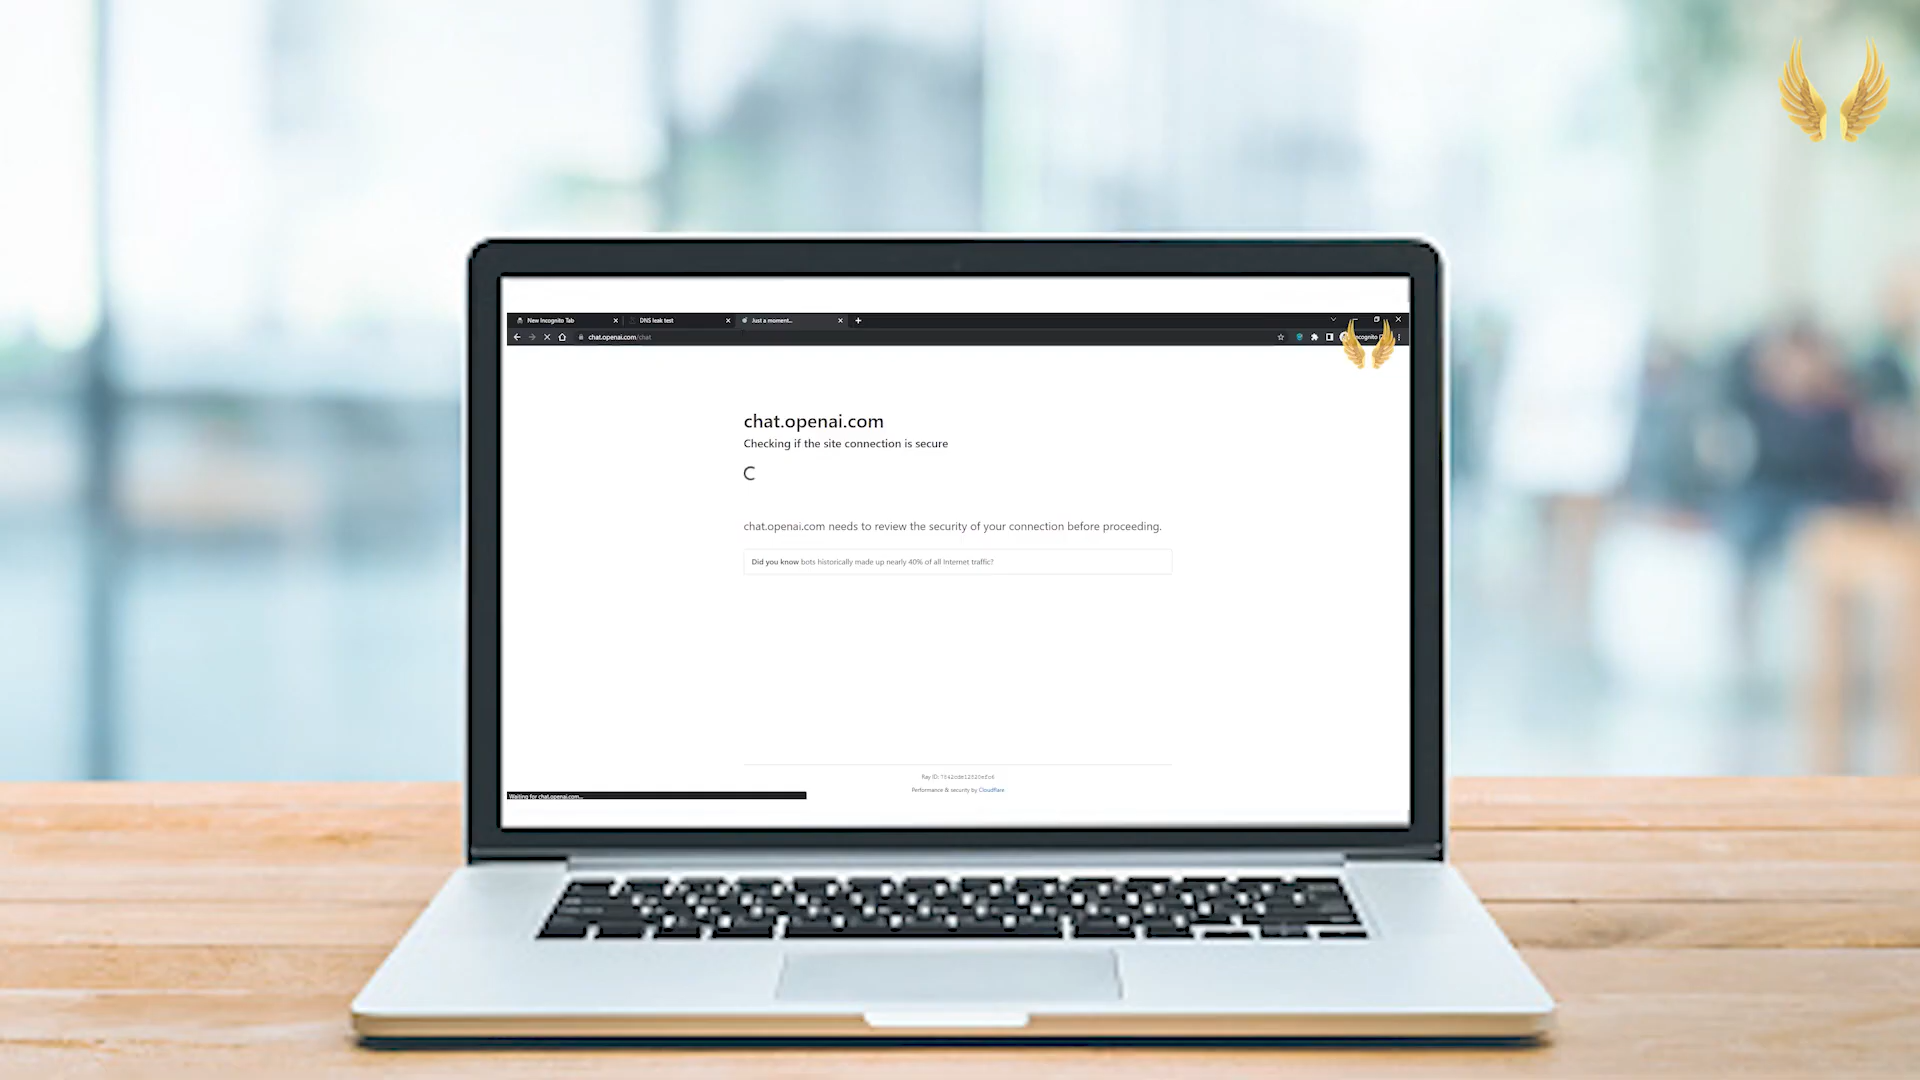 New Incognito Tab
DNS leak test
Just a moment...
chat.openai.com/chat
chat.openai.com
Checking if the site connection is secure
chat.openai.com needs to review the security of your connection before proceeding.
Did you know bots historically made up nearly 40% of all Internet traffic?
Ray ID:
Performance & security by Cloudflare
Waiting for chat.openai.com...